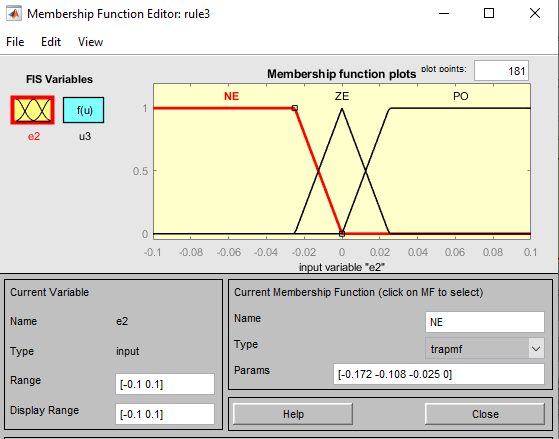 Membership Function Editor: rule3
File Edit View
FIS Variables
Membership function plots plot points: 181
f(u)
e2 u3
NE ZE PO
1
0.5
0
-0.1 -0.08 -0.06 -0.04 -0.02 0 0.02 0.04 0.06 0.08 0.1
input variable "e2"
Current Variable
Name e2
Type input
Range [-0.1 0.1]
Display Range [-0.1 0.1]
Current Membership Function (click on MF to select)
Name NE
Type trapmf
Params [-0.172 -0.108 -0.025 0]
Help Close